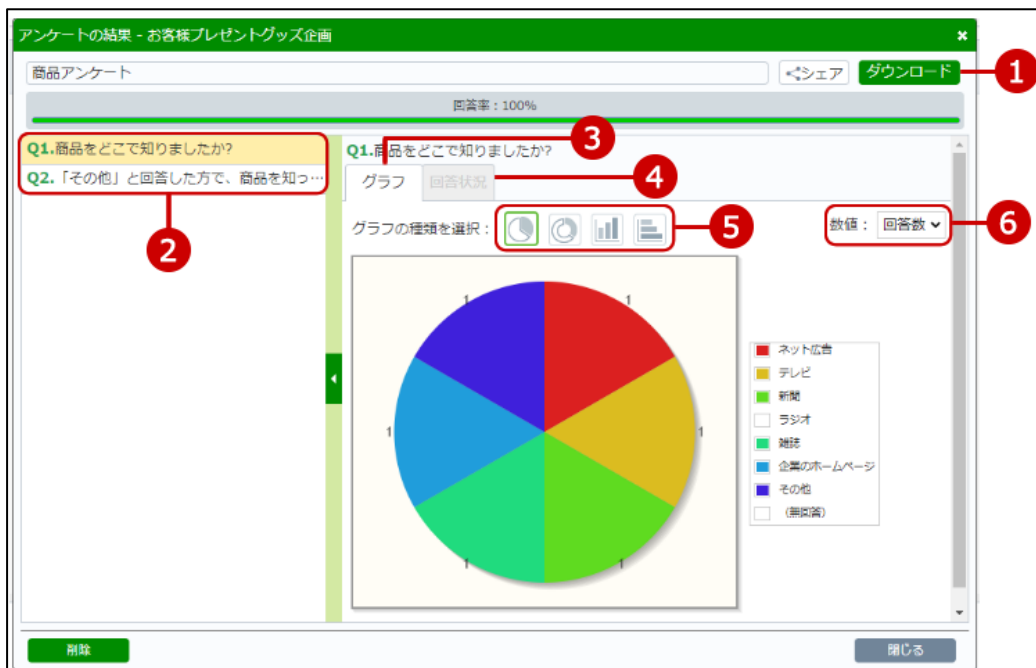 アンケートの結果 - お客様プレゼントグッズ企画 ×
商品アンケート シェア ダウンロード 1
回答率：100%
Q1.商品をどこで知りましたか?
Q2.「その他」と回答した方で、商品を知っ…
2
3
Q1.商品をどこで知りましたか?
グラフ 回答状況 4
グラフの種類を選択： 5 数値： 回答数 6
1 1
1 1
1 1
ネット広告
テレビ
新聞
ラジオ
雑誌
企業のホームページ
その他
(無回答)
削除 閉じる